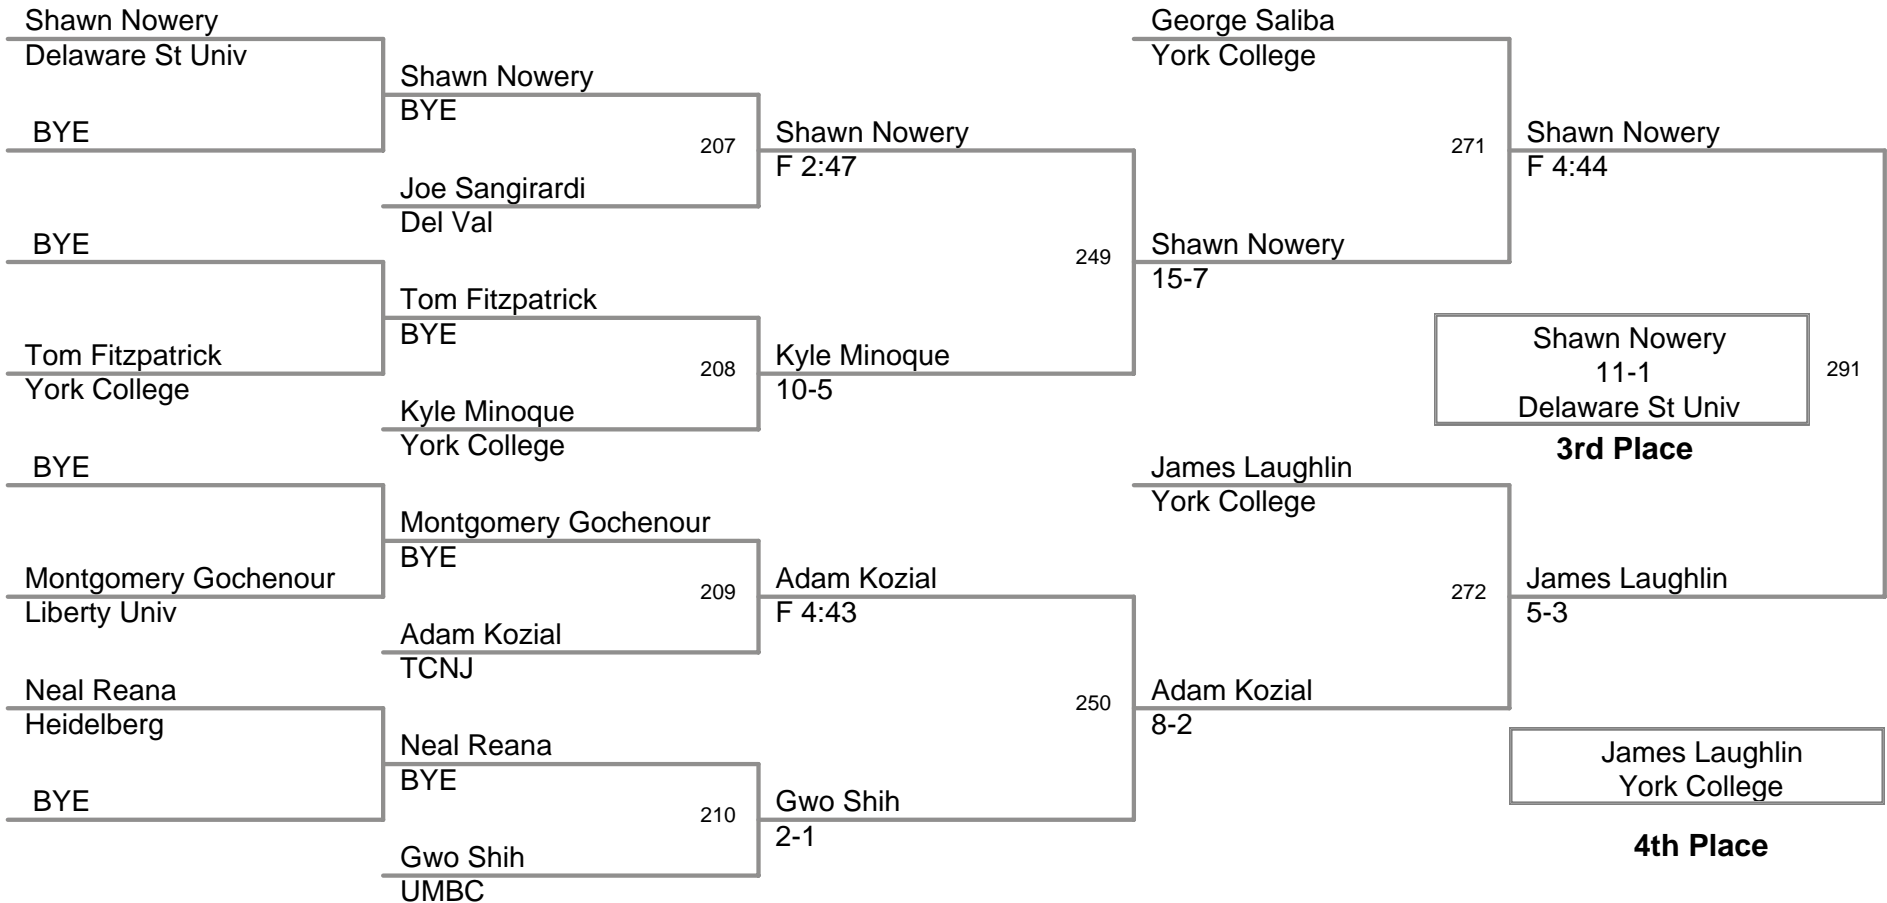 Shawn Nowery
Delaware St Univ
BYE
BYE
Tom Fitzpatrick
York College
BYE
Montgomery Gochenour
Liberty Univ
Neal Reana
Heidelberg
BYE
Shawn Nowery
BYE
207
Joe Sangirardi
Del Val
Tom Fitzpatrick
BYE
208
Kyle Minoque
York College
Montgomery Gochenour
BYE
209
Adam Kozial
TCNJ
Neal Reana
BYE
210
Gwo Shih
UMBC
Shawn Nowery
F 2:47
249
Kyle Minoque
10-5
Adam Kozial
F 4:43
250
Gwo Shih
2-1
George Saliba
York College
271
Shawn Nowery
15-7
James Laughlin
York College
272
Adam Kozial
8-2
Shawn Nowery
F 4:44
Shawn Nowery
11-1
Delaware St Univ
291
3rd Place
James Laughlin
5-3
James Laughlin
York College
4th Place